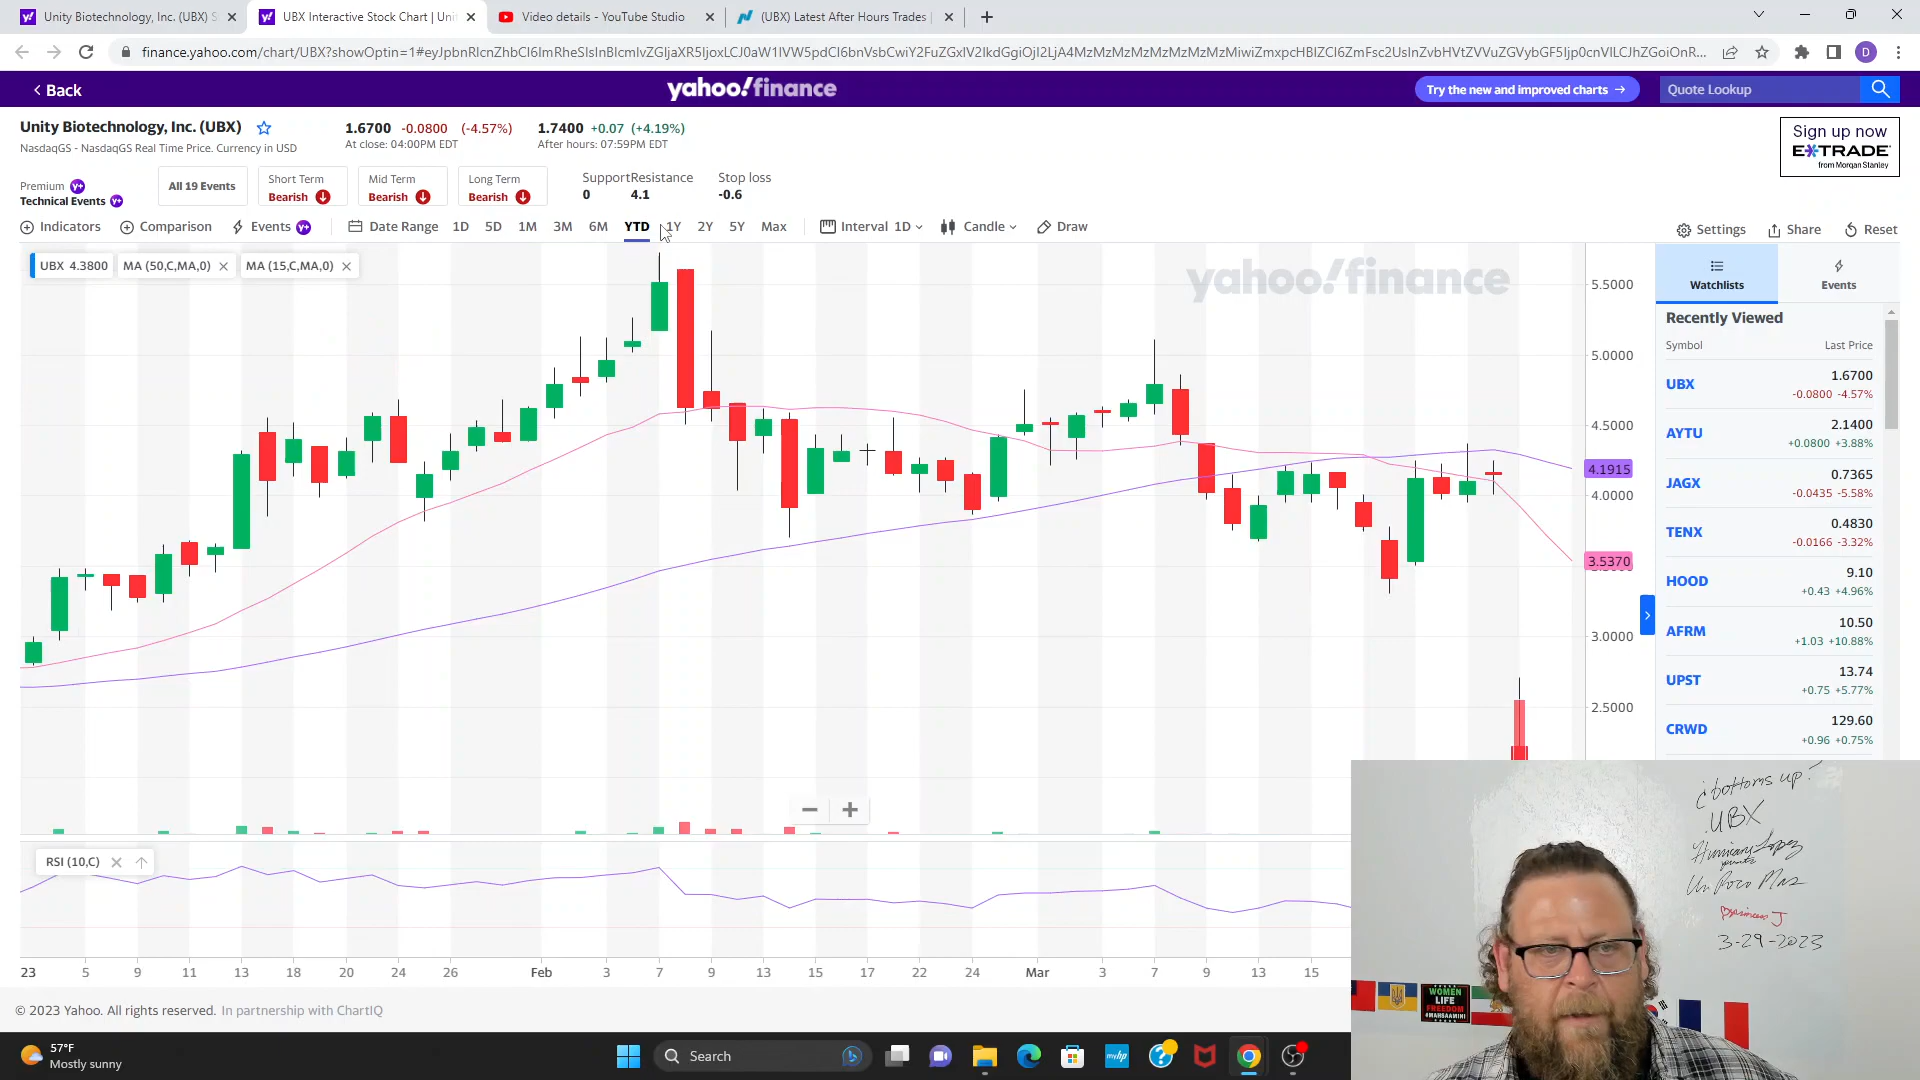 Unity Biotechnology, Inc. (UBX) S
UBX Interactive Stock Chart | Uni
Video details - YouTube Studio
(UBX) Latest After Hours Trades |
Back
yahoo!finance
Try the new and improved charts →
Quote Lookup
Unity Biotechnology, Inc. (UBX)
1.6700 -0.0800 (-4.57%)
1.7400 +0.07 (+4.19%)
NasdaqGS - NasdaqGS Real Time Price. Currency in USD
At close: 04:00PM EDT
After hours: 07:59PM EDT
Sign up now
E*TRADE
from Morgan Stanley
Premium Y+
Technical Events Y+
All 19 Events
Short Term
Bearish
Mid Term
Bearish
Long Term
Bearish
Support Resistance Stop loss
0 4.1 -0.6
Indicators Comparison Events Y+ Date Range 1D 5D 1M 3M 6M YTD 1Y 2Y 5Y Max Interval 1D Candle Draw
Settings Share Reset
UBX 4.3800 MA (50,C,MA,0) MA (15,C,MA,0)
yahoo!finance
5.5000
5.0000
4.5000
4.1915
4.0000
3.5370
3.0000
2.5000
Watchlists Events
Recently Viewed
Symbol Last Price
UBX 1.6700
-0.0800 -4.57%
AYTU 2.1400
+0.0800 +3.88%
JAGX 0.7365
-0.0435 -5.58%
TENX 0.4830
-0.0166 -3.32%
HOOD 9.10
+0.43 +4.96%
AFRM 10.50
+1.03 +10.88%
UPST 13.74
+0.75 +5.77%
CRWD 129.60
+0.96 +0.75%
RSI (10,C)
23 5 9 11 13 18 20 24 26 Feb 3 7 9 13 15 17 22 24 Mar 3 7 9 13 15
© 2023 Yahoo. All rights reserved. In partnership with ChartIQ
¿bottoms up?
UBX
Un Poco Mas
Business J
3-29-2023
WOMEN
LIFE
FREEDOM
#MAHSAAMINI
57°F
Mostly sunny
Search